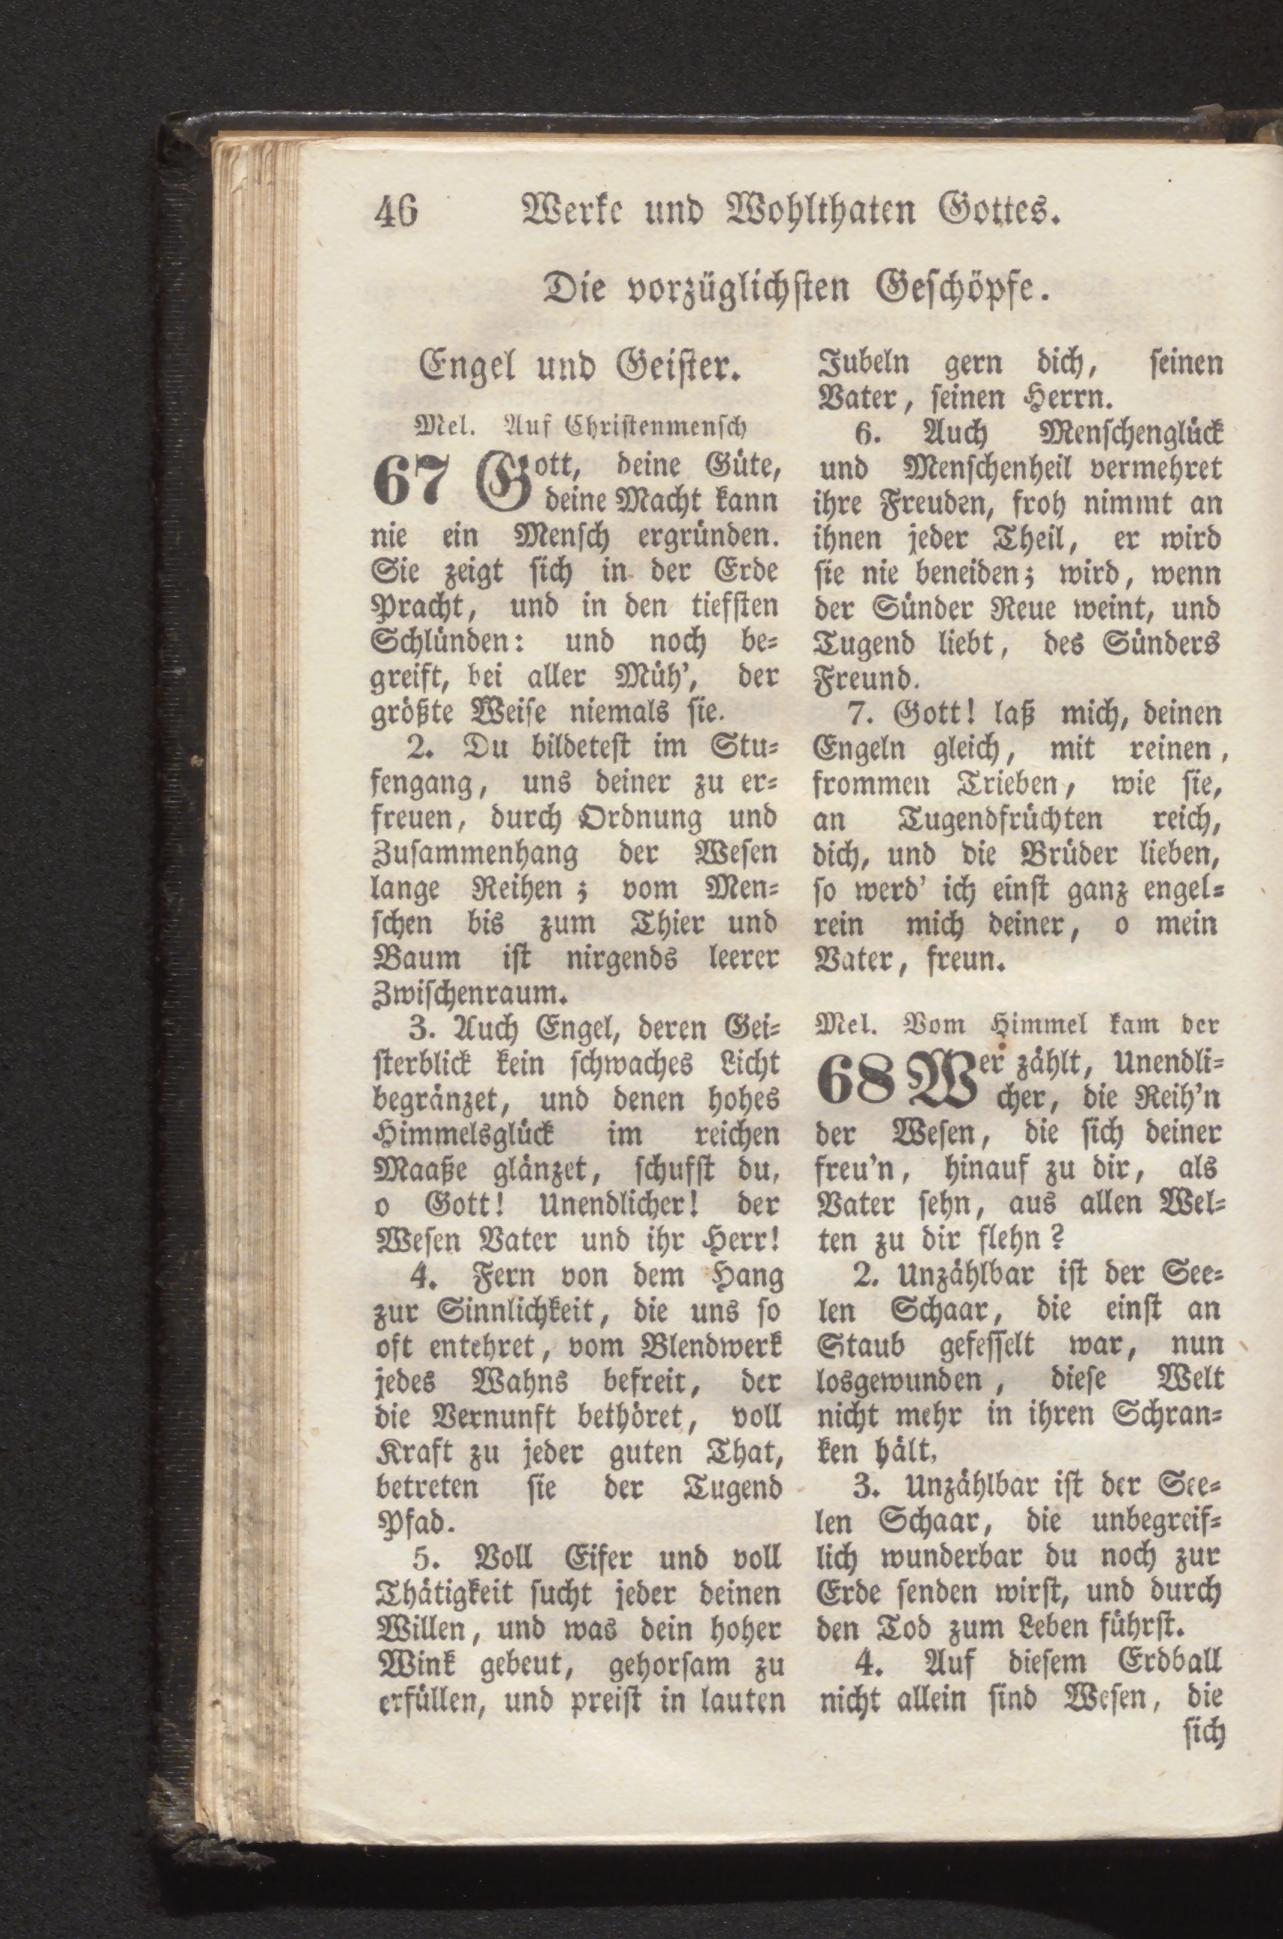 46 Werke und Wohlthaten Gottes.
Die vorzüglichsten Geschöpfe.
Engel und Geister.
Mel. Auf Christenmensch
67 Gott, deine Güte,
deine Macht kann
nie ein Mensch ergründen.
Sie zeigt sich in der Erde
Pracht, und in den tiefsten
Schlünden: und noch be-
greift, bei aller Müh', der
größte Weise niemals sie.
2. Du bildetest im Stu-
fengang, uns deiner zu er-
freuen, durch Ordnung und
Zusammenhang der Wesen
lange Reihen; vom Men-
schen bis zum Thier und
Baum ist nirgends leerer
Zwischenraum.
3. Auch Engel, deren Gei-
sterblick kein schwaches Licht
begränzet, und denen hohes
Himmelsglück im reichen
Maaße glänzet, schufst du,
o Gott! Unendlicher! der
Wesen Vater und ihr Herr!
4. Fern von dem Hang
zur Sinnlichkeit, die uns so
oft entehret, vom Blendwerk
jedes Wahns befreit, der
die Vernunft bethöret, voll
Kraft zu jeder guten That,
betreten sie der Tugend
Pfad.
5. Voll Eifer und voll
Thätigkeit sucht jeder deinen
Willen, und was dein hoher
Wink gebeut, gehorsam zu
erfüllen, und preist in lauten
Jubeln gern dich, seinen
Vater, seinen Herrn.
6. Auch Menschenglück
und Menschenheil vermehret
ihre Freuden, froh nimmt an
ihnen jeder Theil, er wird
sie nie beneiden; wird, wenn
der Sünder Reue weint, und
Tugend liebt, des Sünders
Freund.
7. Gott! laß mich, deinen
Engeln gleich, mit reinen,
frommen Trieben, wie sie,
an Tugendfrüchten reich,
dich, und die Brüder lieben,
so werd' ich einst ganz engel-
rein mich deiner, o mein
Vater, freun.
Mel. Vom Himmel kam der
68 Wer zählt, Unendli-
cher, die Reih'n
der Wesen, die sich deiner
freu'n, hinauf zu dir, als
Vater sehn, aus allen Wel-
ten zu dir flehn?
2. Unzählbar ist der See-
len Schaar, die einst an
Staub gefesselt war, nun
losgewunden, diese Welt
nicht mehr in ihren Schran-
ken hält.
3. Unzählbar ist der See-
len Schaar, die unbegreif-
lich wunderbar du noch zur
Erde senden wirst, und durch
den Tod zum Leben führst.
4. Auf diesem Erdball
nicht allein sind Wesen, die
sich